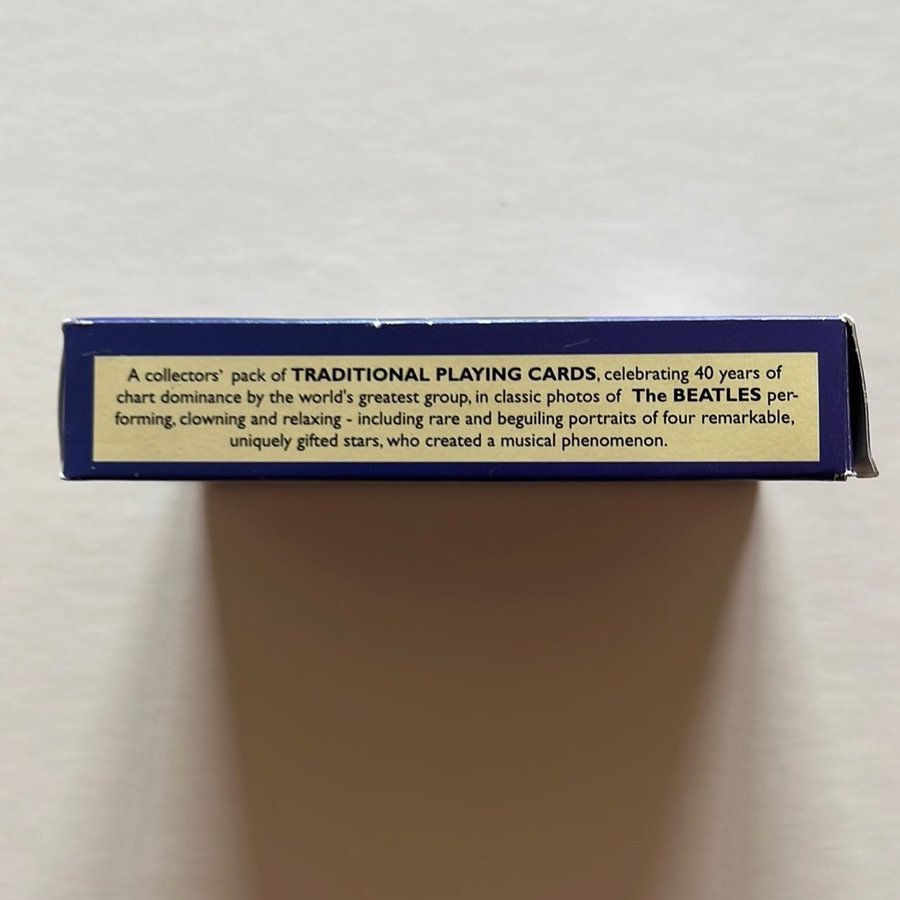 A collectors' pack of TRADITIONAL PLAYING CARDS, celebrating 40 years of
chart dominance by the world's greatest group, in classic photos of The BEATLES per-
forming, clowning and relaxing - including rare and beguiling portraits of four remarkable,
uniquely gifted stars, who created a musical phenomenon.